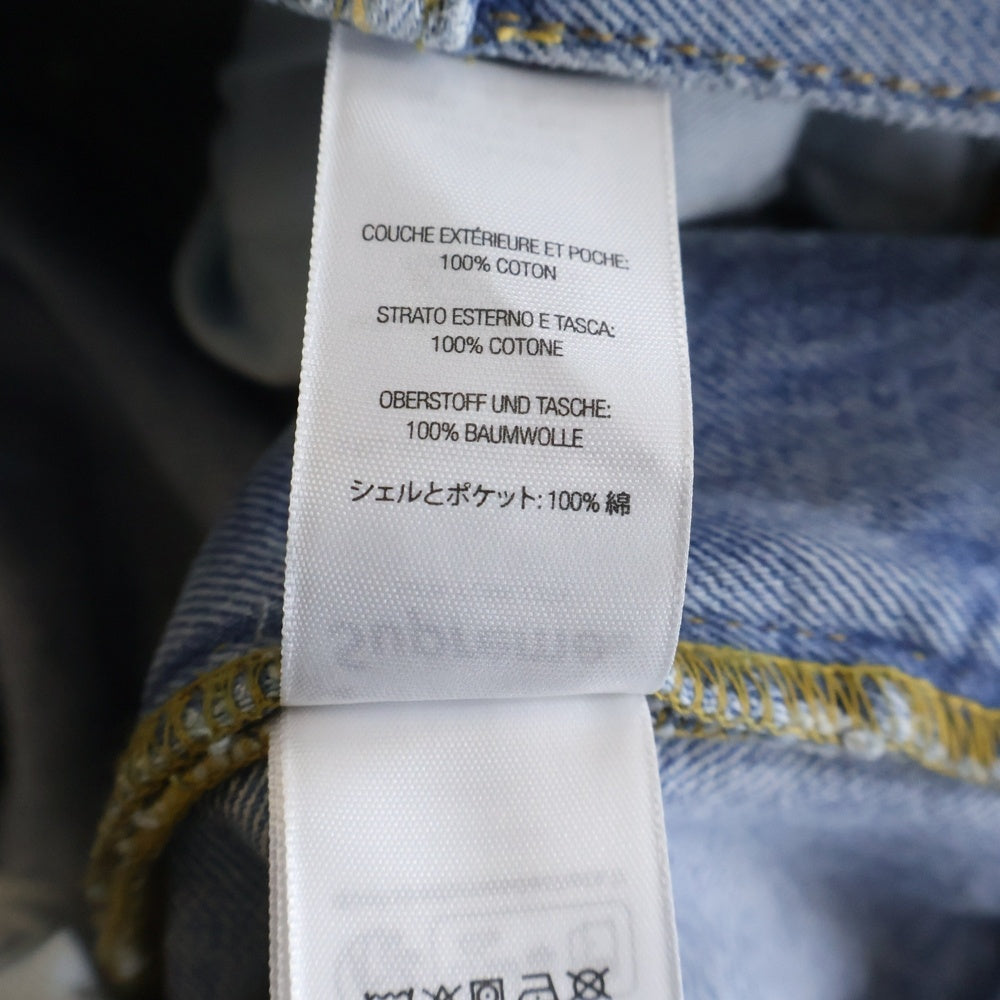 COUCHE EXTÉRIEURE ET POCHE:
100% COTON
STRATO ESTERNO E TASCA:
100% COTONE
OBERSTOFF UND TASCHE:
100% BAUMWOLLE
シェルとポケット: 100% 綿